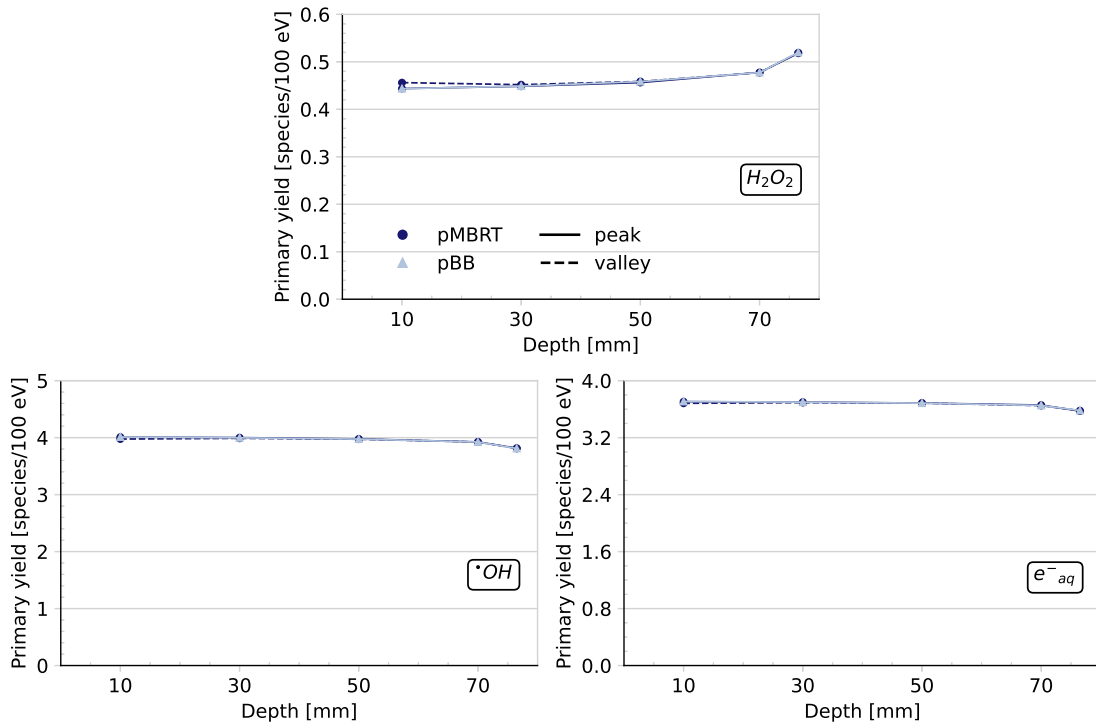 Primary yield [species/100 eV]
0.6
0.5
0.4
0.3
0.2
0.1
0.0
H₂O₂
pMBRT
peak
pBB
valley
10 30 50 70
Depth [mm]
Primary yield [species/100 eV]
5
4
3
2
1
0
•OH
10 30 50 70
Depth [mm]
Primary yield [species/100 eV]
4.0
3.2
2.4
1.6
0.8
0.0
e⁻aq
10 30 50 70
Depth [mm]